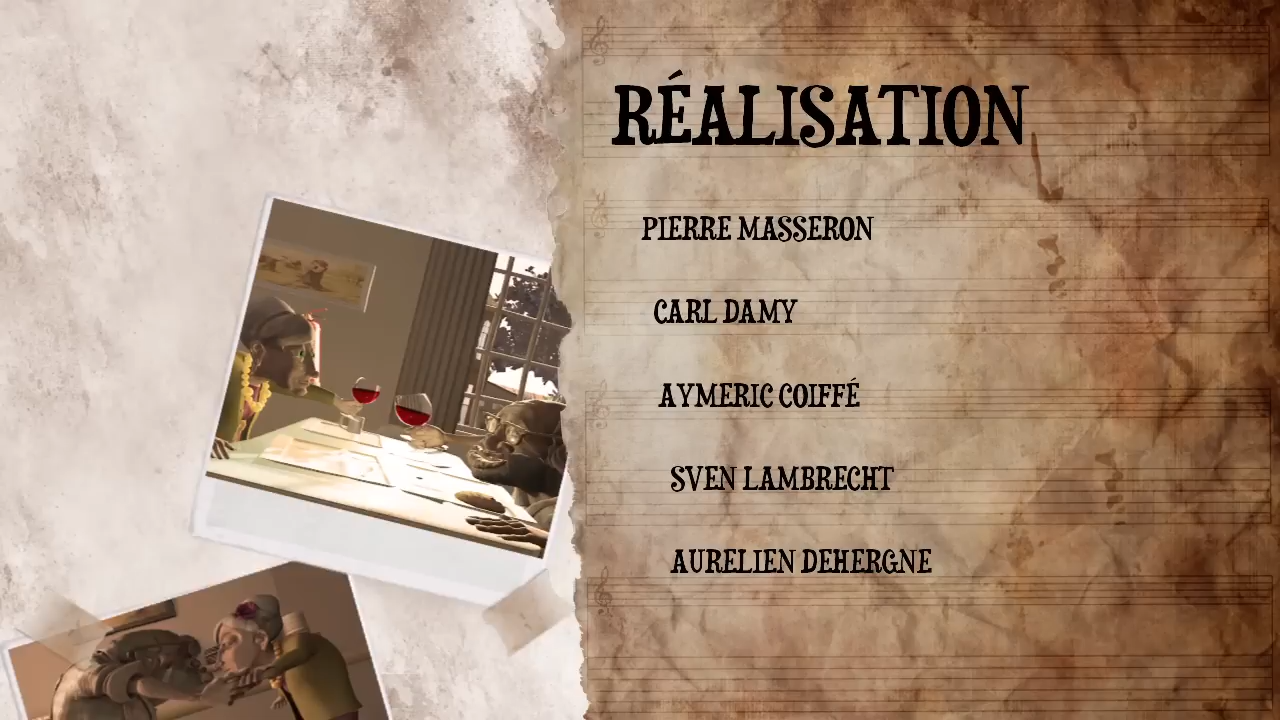 RÉALISATION
PIERRE MASSERON
CARL DAMY
AYMERIC COIFFÉ
SVEN LAMBRECHT
AURELIEN DEHERGNE